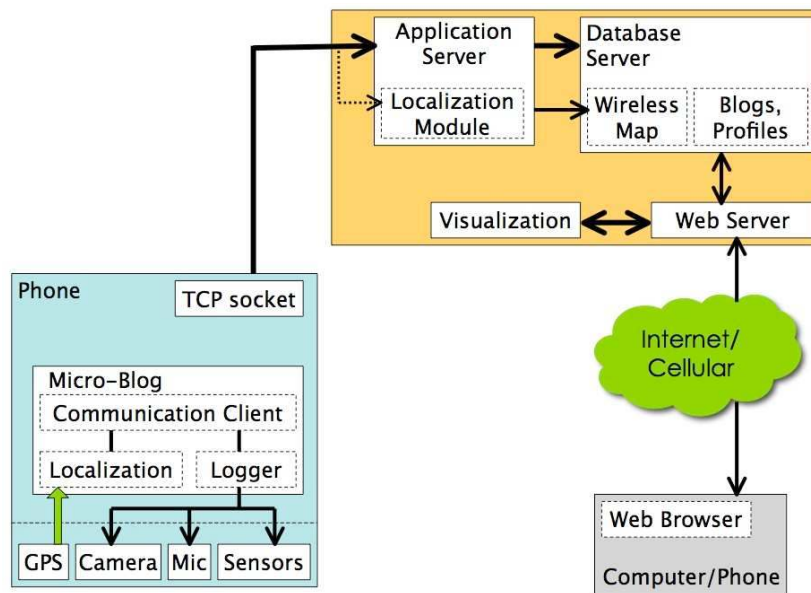 Application
Server
Localization
Module
Database
Server
Wireless
Map
Blogs,
Profiles
Visualization
Web Server
Phone
TCP socket
Micro-Blog
Communication Client
Localization
Logger
GPS
Camera
Mic
Sensors
Internet/
Cellular
Web Browser
Computer/Phone